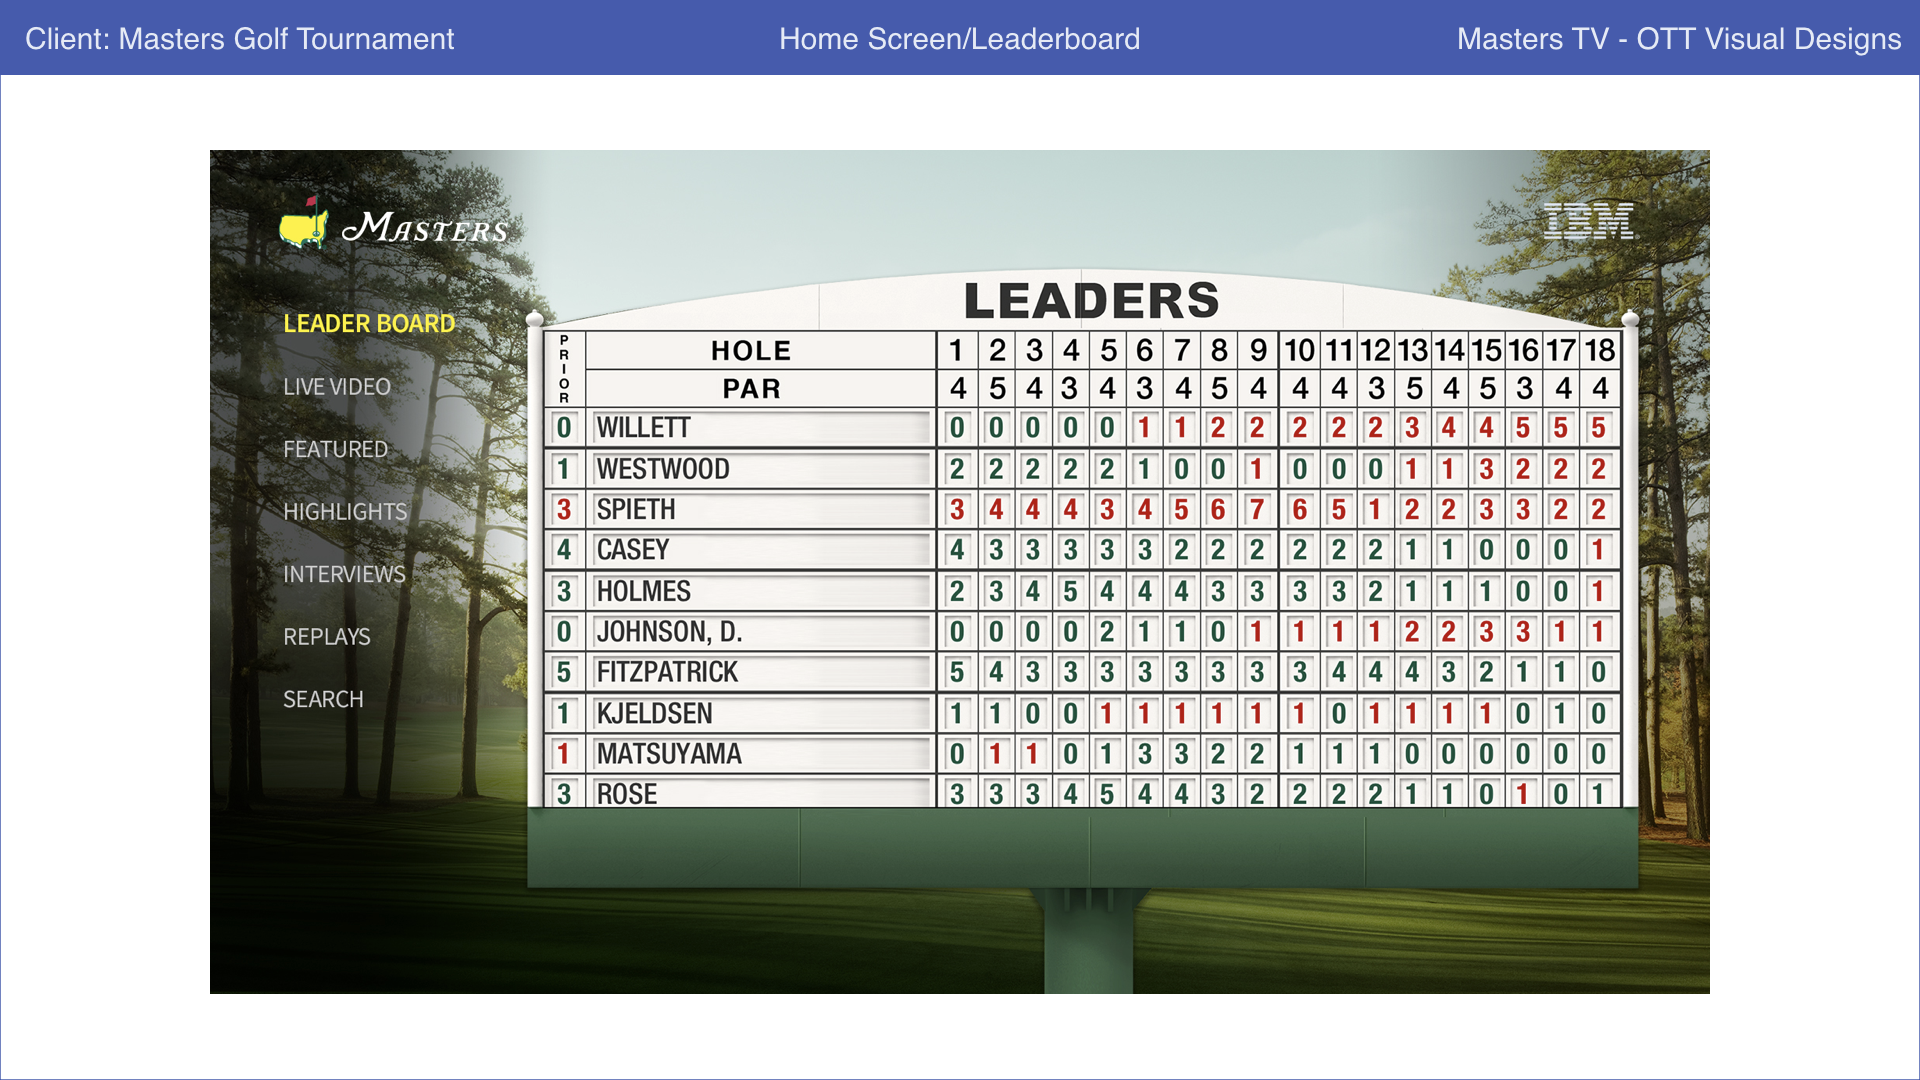 Client: Masters Golf Tournament
Home Screen/Leaderboard
Masters TV - OTT Visual Designs
MASTERS
IBM
LEADER BOARD
LIVE VIDEO
FEATURED
HIGHLIGHTS
INTERVIEWS
REPLAYS
SEARCH
LEADERS
PRIOR
HOLE 1 2 3 4 5 6 7 8 9 10 11 12 13 14 15 16 17 18
PAR 4 5 4 3 4 3 4 5 4 4 4 3 5 4 5 3 4 4
0 WILLETT 0 0 0 0 0 1 1 2 2 2 2 2 3 4 4 5 5 5
1 WESTWOOD 2 2 2 2 2 1 0 0 1 0 0 0 1 1 3 2 2 2
3 SPIETH 3 4 4 4 3 4 5 6 7 6 5 1 2 2 3 3 2 2
4 CASEY 4 3 3 3 3 3 2 2 2 2 2 2 1 1 0 0 0 1
3 HOLMES 2 3 4 5 4 4 4 3 3 3 3 2 1 1 1 0 0 1
0 JOHNSON, D. 0 0 0 0 2 1 1 0 1 1 1 1 2 2 3 3 1 1
5 FITZPATRICK 5 4 3 3 3 3 3 3 3 3 4 4 4 3 2 1 1 0
1 KJELDSEN 1 1 0 0 1 1 1 1 1 1 0 1 1 1 1 0 1 0
1 MATSUYAMA 0 1 1 0 1 3 3 2 2 1 1 1 0 0 0 0 0 0
3 ROSE 3 3 3 4 5 4 4 3 2 2 2 2 1 1 0 1 0 1